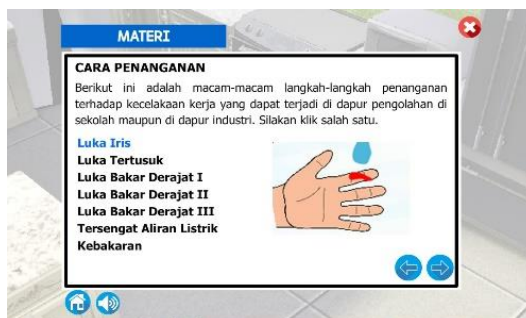 MATERI
CARA PENANGANAN
Berikut ini adalah macam-macam langkah-langkah penanganan
terhadap kecelakaan kerja yang dapat terjadi di dapur pengolahan di
sekolah maupun di dapur industri. Silakan klik salah satu.
Luka Iris
Luka Tertusuk
Luka Bakar Derajat I
Luka Bakar Derajat II
Luka Bakar Derajat III
Tersengat Aliran Listrik
Kebakaran